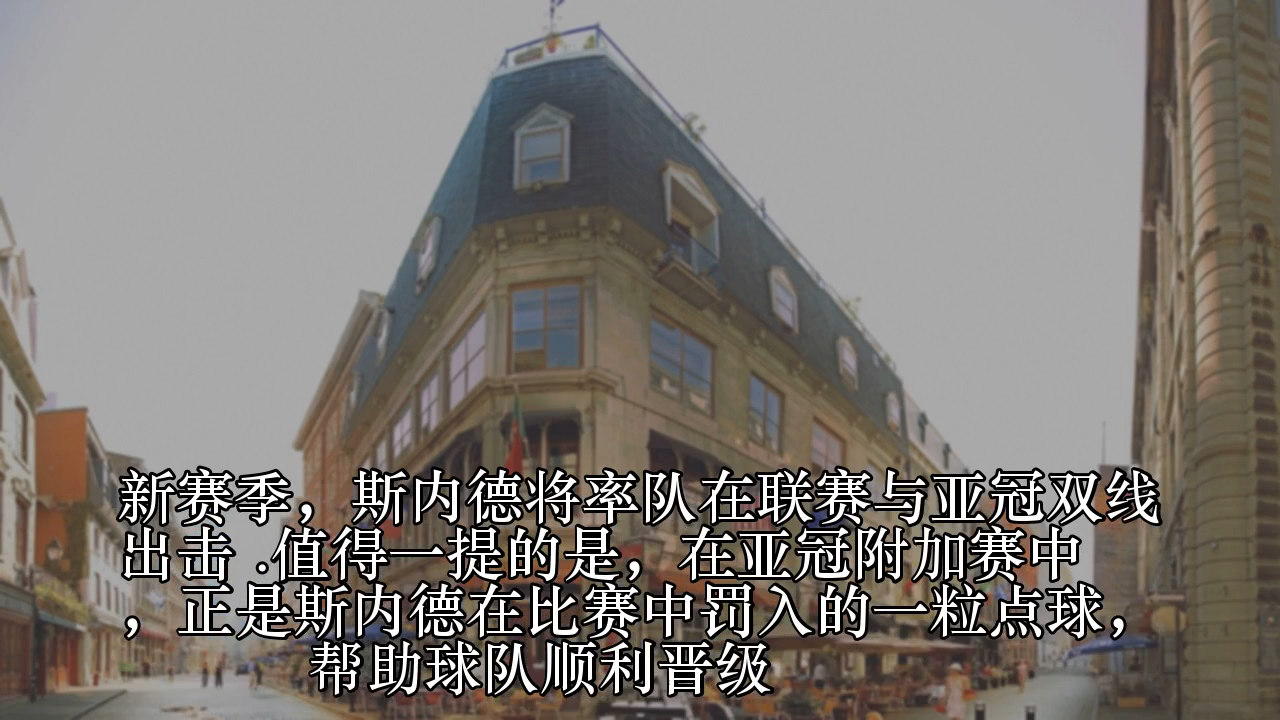 新赛季，斯内德将率队在联赛与亚冠双线
出击 .值得一提的是，在亚冠附加赛中
，正是斯内德在比赛中罚入的一粒点球，
帮助球队顺利晋级